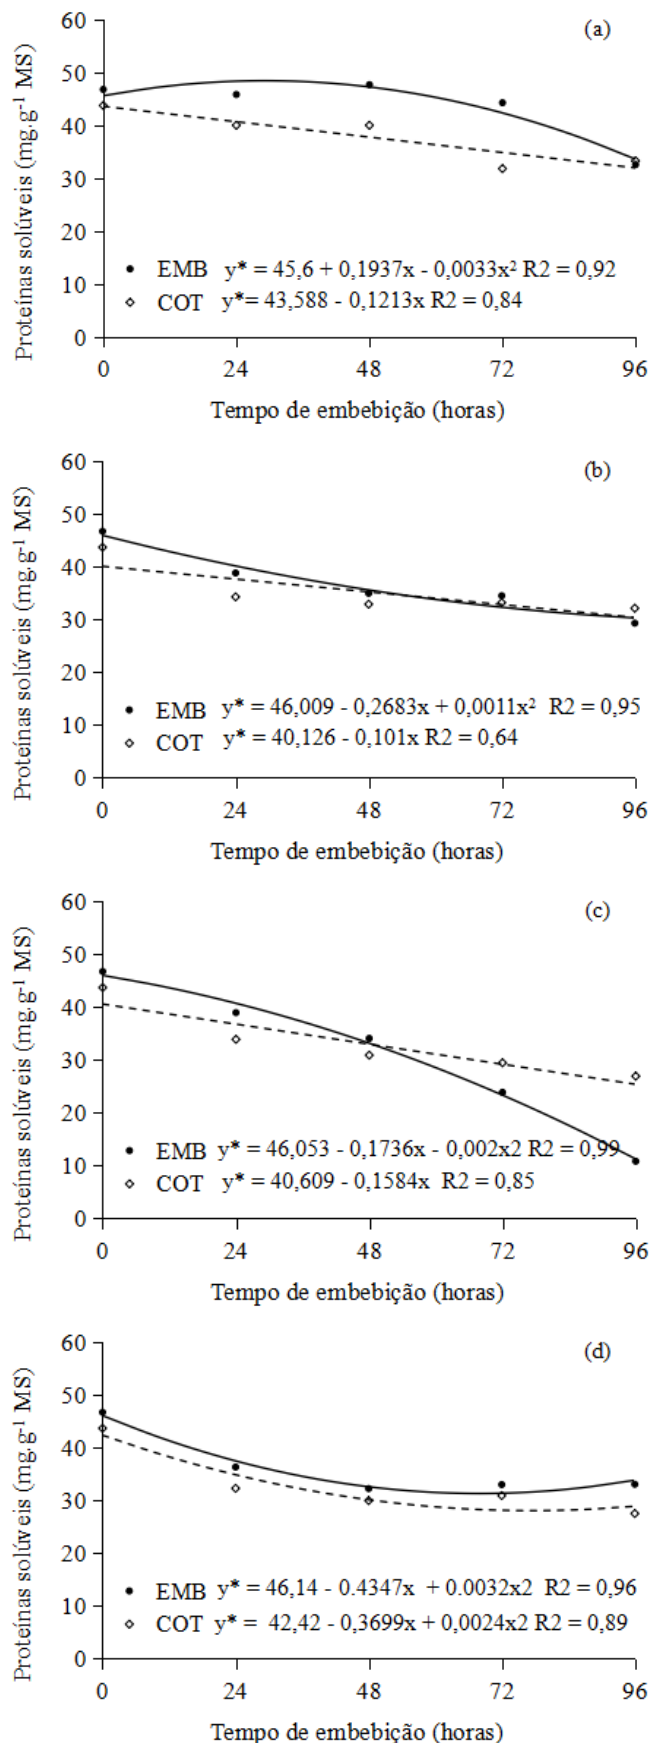 (a)
Proteínas solúveis (mg.g⁻¹ MS)
60
50
40
30
20
10
0
EMB y* = 45,6 + 0,1937x - 0,0033x² R2 = 0,92
COT y*= 43,588 - 0,1213x R2 = 0,84
0 24 48 72 96
Tempo de embebição (horas)
(b)
Proteínas solúveis (mg.g⁻¹ MS)
60
50
40
30
20
10
0
EMB y* = 46,009 - 0,2683x + 0,0011x² R2 = 0,95
COT y* = 40,126 - 0,101x R2 = 0,64
0 24 48 72 96
Tempo de embebição (horas)
(c)
Proteínas solúveis (mg.g⁻¹ MS)
60
50
40
30
20
10
0
EMB y* = 46,053 - 0,1736x - 0,002x2 R2 = 0,99
COT y* = 40,609 - 0,1584x R2 = 0,85
0 24 48 72 96
Tempo de embebição (horas)
(d)
Proteínas solúveis (mg.g⁻¹ MS)
60
50
40
30
20
10
0
EMB y* = 46,14 - 0.4347x + 0.0032x2 R2 = 0,96
COT y* = 42,42 - 0,3699x + 0,0024x2 R2 = 0,89
0 24 48 72 96
Tempo de embebição (horas)